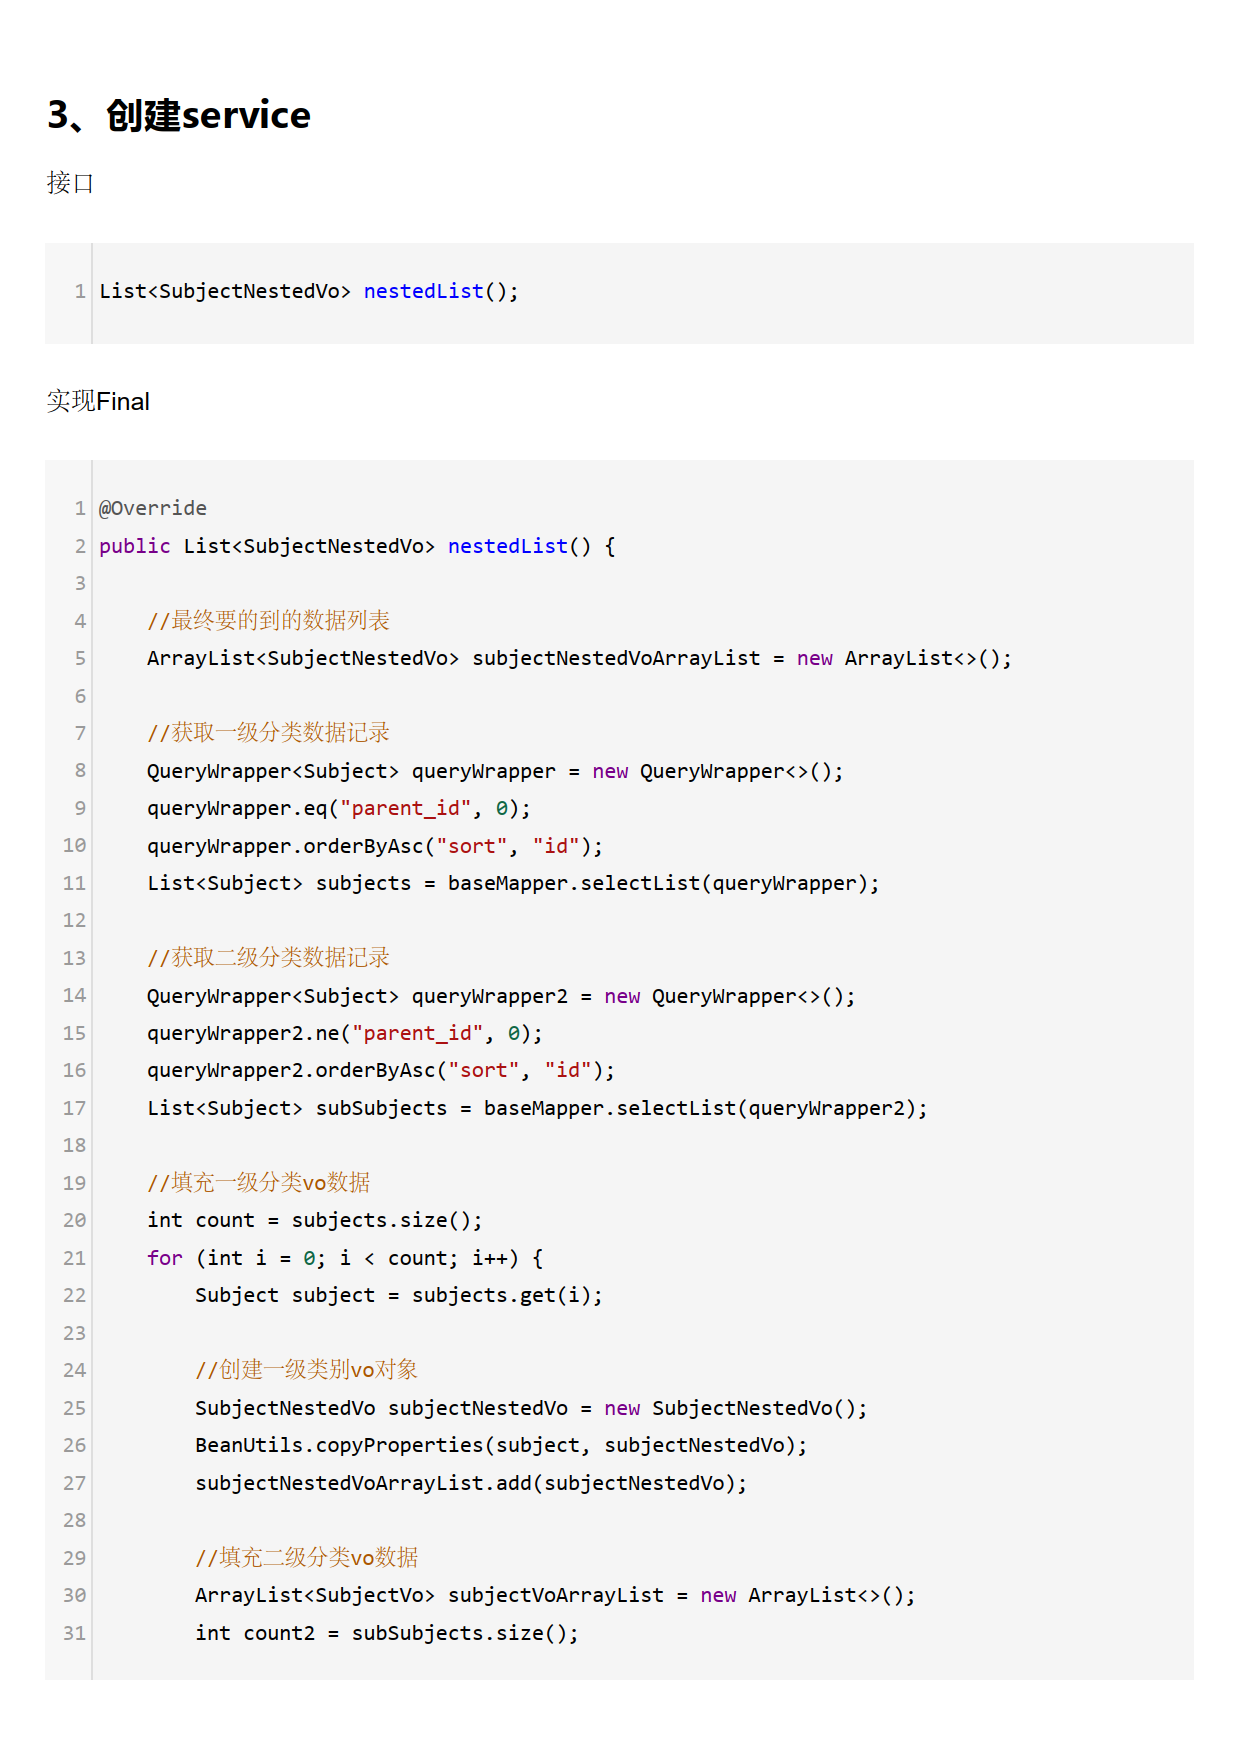 3、创建service
接口
1 List<SubjectNestedVo> nestedList();
实现Final
1 @Override
2 public List<SubjectNestedVo> nestedList() {
3
4     //最终要的到的数据列表
5     ArrayList<SubjectNestedVo> subjectNestedVoArrayList = new ArrayList<>();
6
7     //获取一级分类数据记录
8     QueryWrapper<Subject> queryWrapper = new QueryWrapper<>();
9     queryWrapper.eq("parent_id", 0);
10     queryWrapper.orderByAsc("sort", "id");
11     List<Subject> subjects = baseMapper.selectList(queryWrapper);
12
13     //获取二级分类数据记录
14     QueryWrapper<Subject> queryWrapper2 = new QueryWrapper<>();
15     queryWrapper2.ne("parent_id", 0);
16     queryWrapper2.orderByAsc("sort", "id");
17     List<Subject> subSubjects = baseMapper.selectList(queryWrapper2);
18
19     //填充一级分类vo数据
20     int count = subjects.size();
21     for (int i = 0; i < count; i++) {
22         Subject subject = subjects.get(i);
23
24         //创建一级类别vo对象
25         SubjectNestedVo subjectNestedVo = new SubjectNestedVo();
26         BeanUtils.copyProperties(subject, subjectNestedVo);
27         subjectNestedVoArrayList.add(subjectNestedVo);
28
29         //填充二级分类vo数据
30         ArrayList<SubjectVo> subjectVoArrayList = new ArrayList<>();
31         int count2 = subSubjects.size();